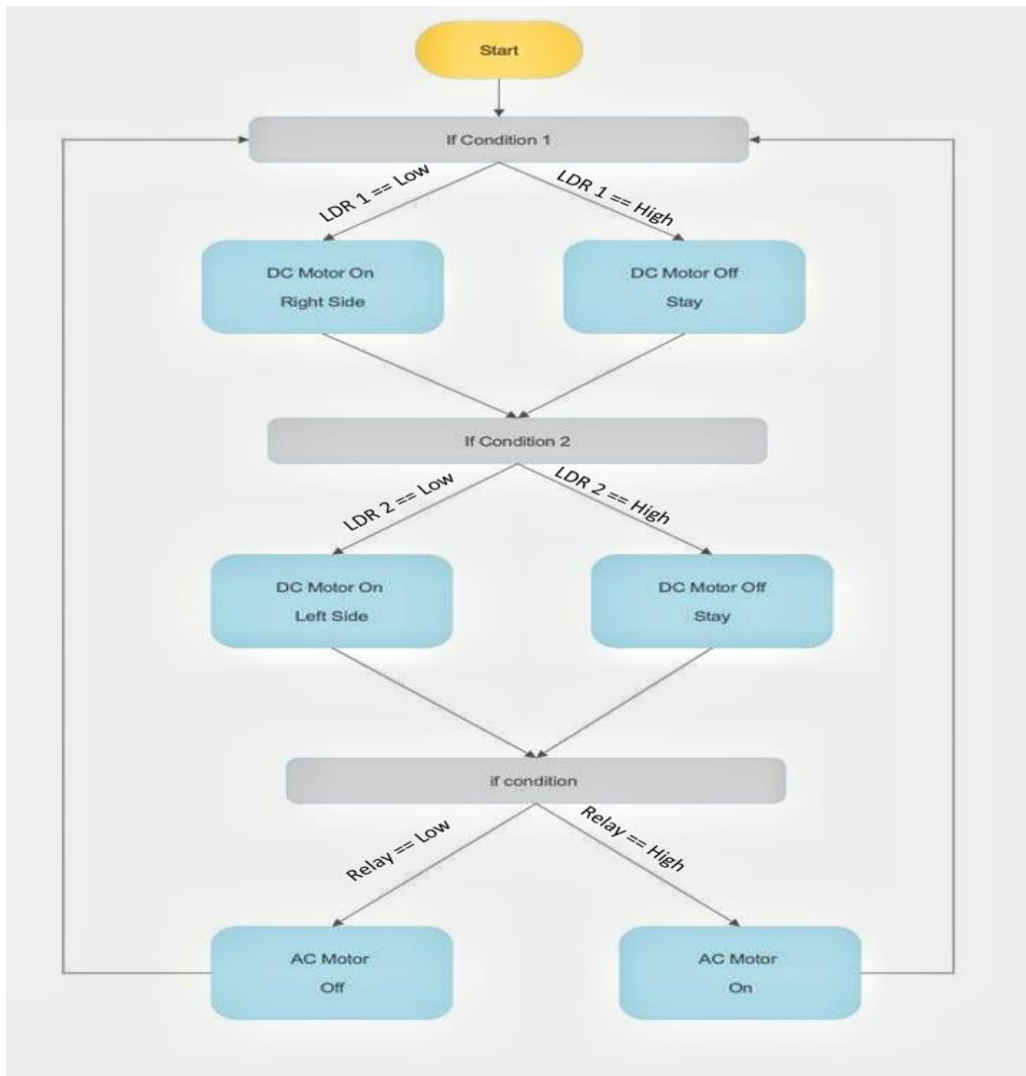 Start
If Condition 1
LDR 1 == Low
LDR 1 == High
DC Motor On
Right Side
DC Motor Off
Stay
If Condition 2
LDR 2 == Low
LDR 2 == High
DC Motor On
Left Side
DC Motor Off
Stay
if condition
Relay == Low
Relay == High
AC Motor
Off
AC Motor
On